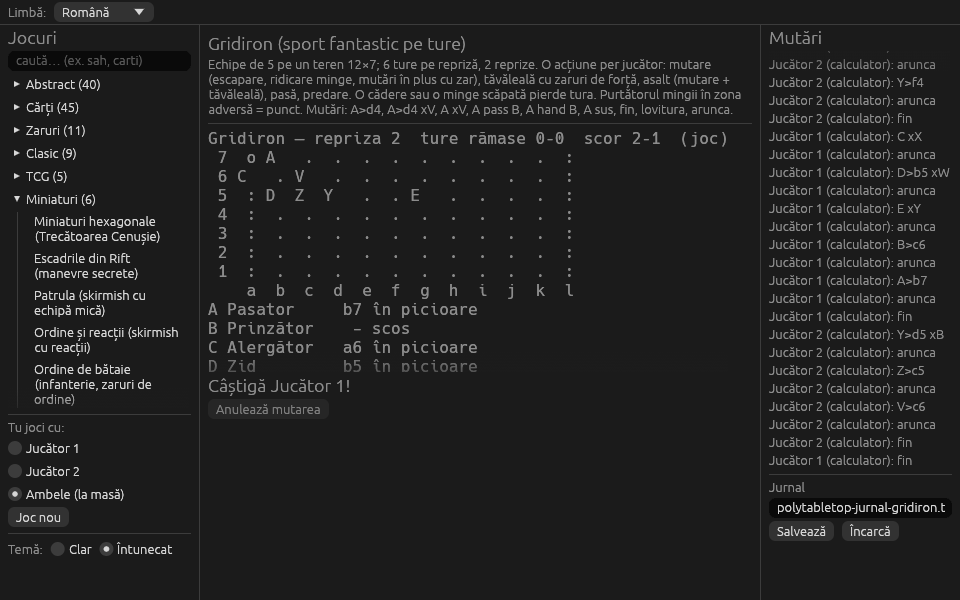 Limbă: Română
Jocuri
caută... (ex. sah, carti)
Abstract (40)
Cărți (45)
Zaruri (11)
Clasic (9)
TCG (5)
Miniaturi (6)
Miniaturi hexagonale
(Trecătoarea Cenușie)
Escadrile din Rift
(manevre secrete)
Patrula (skirmish cu
echipă mică)
Ordine și reacții (skirmish
cu reacții)
Ordine de bătaie
(infanterie, zaruri de
ordine)
Tu joci cu:
Jucător 1
Jucător 2
Ambele (la masă)
Joc nou
Temă: Clar Întunecat
Gridiron (sport fantastic pe ture)
Echipe de 5 pe un teren 12×7; 6 ture pe repriză, 2 reprize. O acțiune per jucător: mutare
(escapare, ridicare minge, mutări în plus cu zar), tăvăleală cu zaruri de forță, asalt (mutare +
tăvăleală), pasă, predare. O cădere sau o minge scăpată pierde tura. Purtătorul mingii în zona
adversă = punct. Mutări: A>d4, A>d4 xV, A xV, A pass B, A hand B, A sus, fin, lovitura, arunca.
Gridiron — repriza 2 ture rămase 0-0 scor 2-1 (joc)
7 o A . . . . . . . . . :
6 C . V . . . . . . . . :
5 : D Z Y . . E . . . . :
4 : . . . . . . . . . . :
3 : . . . . . . . . . . :
2 : . . . . . . . . . . :
1 : . . . . . . . . . . :
a b c d e f g h i j k l
A Pasator b7 în picioare
B Prinzător – scos
C Alergător a6 în picioare
D Zid b5 în picioare
Câștigă Jucător 1!
Anulează mutarea
Mutări
Jucător 2 (calculator): arunca
Jucător 2 (calculator): Y>f4
Jucător 2 (calculator): arunca
Jucător 2 (calculator): fin
Jucător 1 (calculator): C xX
Jucător 1 (calculator): arunca
Jucător 1 (calculator): D>b5 xW
Jucător 1 (calculator): arunca
Jucător 1 (calculator): E xY
Jucător 1 (calculator): arunca
Jucător 1 (calculator): B>c6
Jucător 1 (calculator): arunca
Jucător 1 (calculator): A>b7
Jucător 1 (calculator): arunca
Jucător 1 (calculator): fin
Jucător 2 (calculator): Y>d5 xB
Jucător 2 (calculator): arunca
Jucător 2 (calculator): Z>c5
Jucător 2 (calculator): arunca
Jucător 2 (calculator): V>c6
Jucător 2 (calculator): arunca
Jucător 2 (calculator): fin
Jucător 1 (calculator): fin
Jurnal
polytabletop-jurnal-gridiron.t
Salvează Încarcă